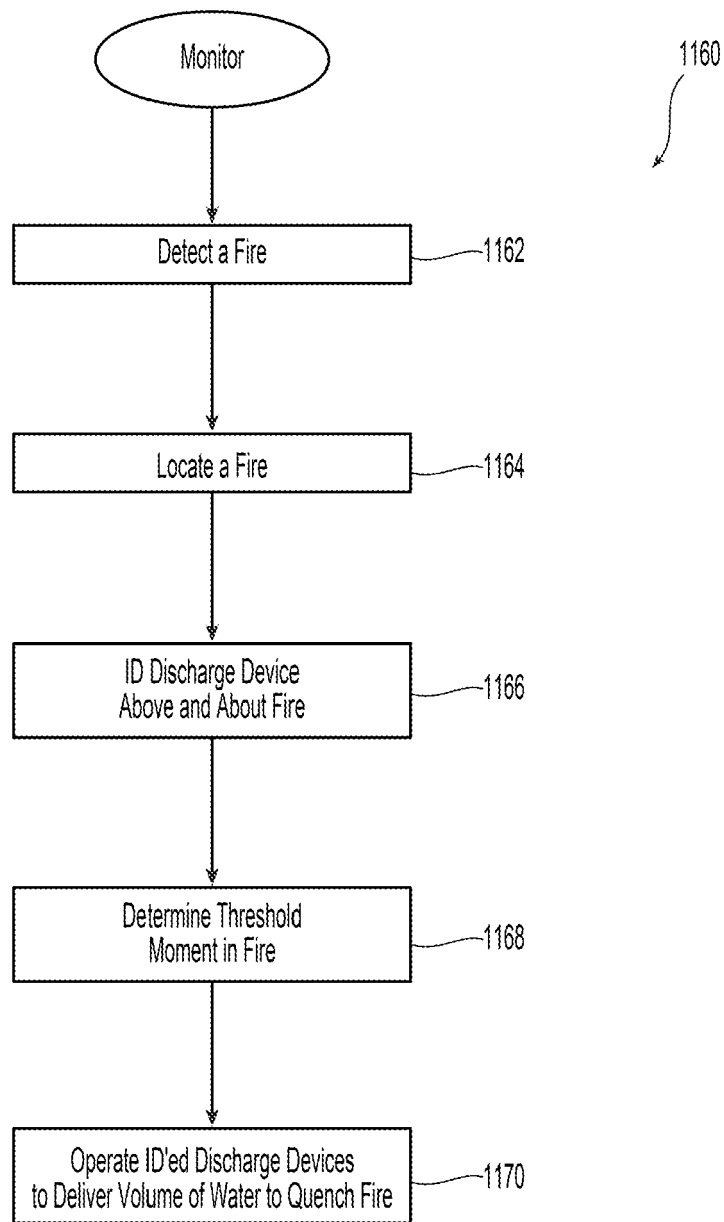 Monitor
1160
Detect a Fire
1162
Locate a Fire
1164
ID Discharge Device
Above and About Fire
1166
Determine Threshold
Moment in Fire
1168
Operate ID'ed Discharge Devices
to Deliver Volume of Water to Quench Fire
1170